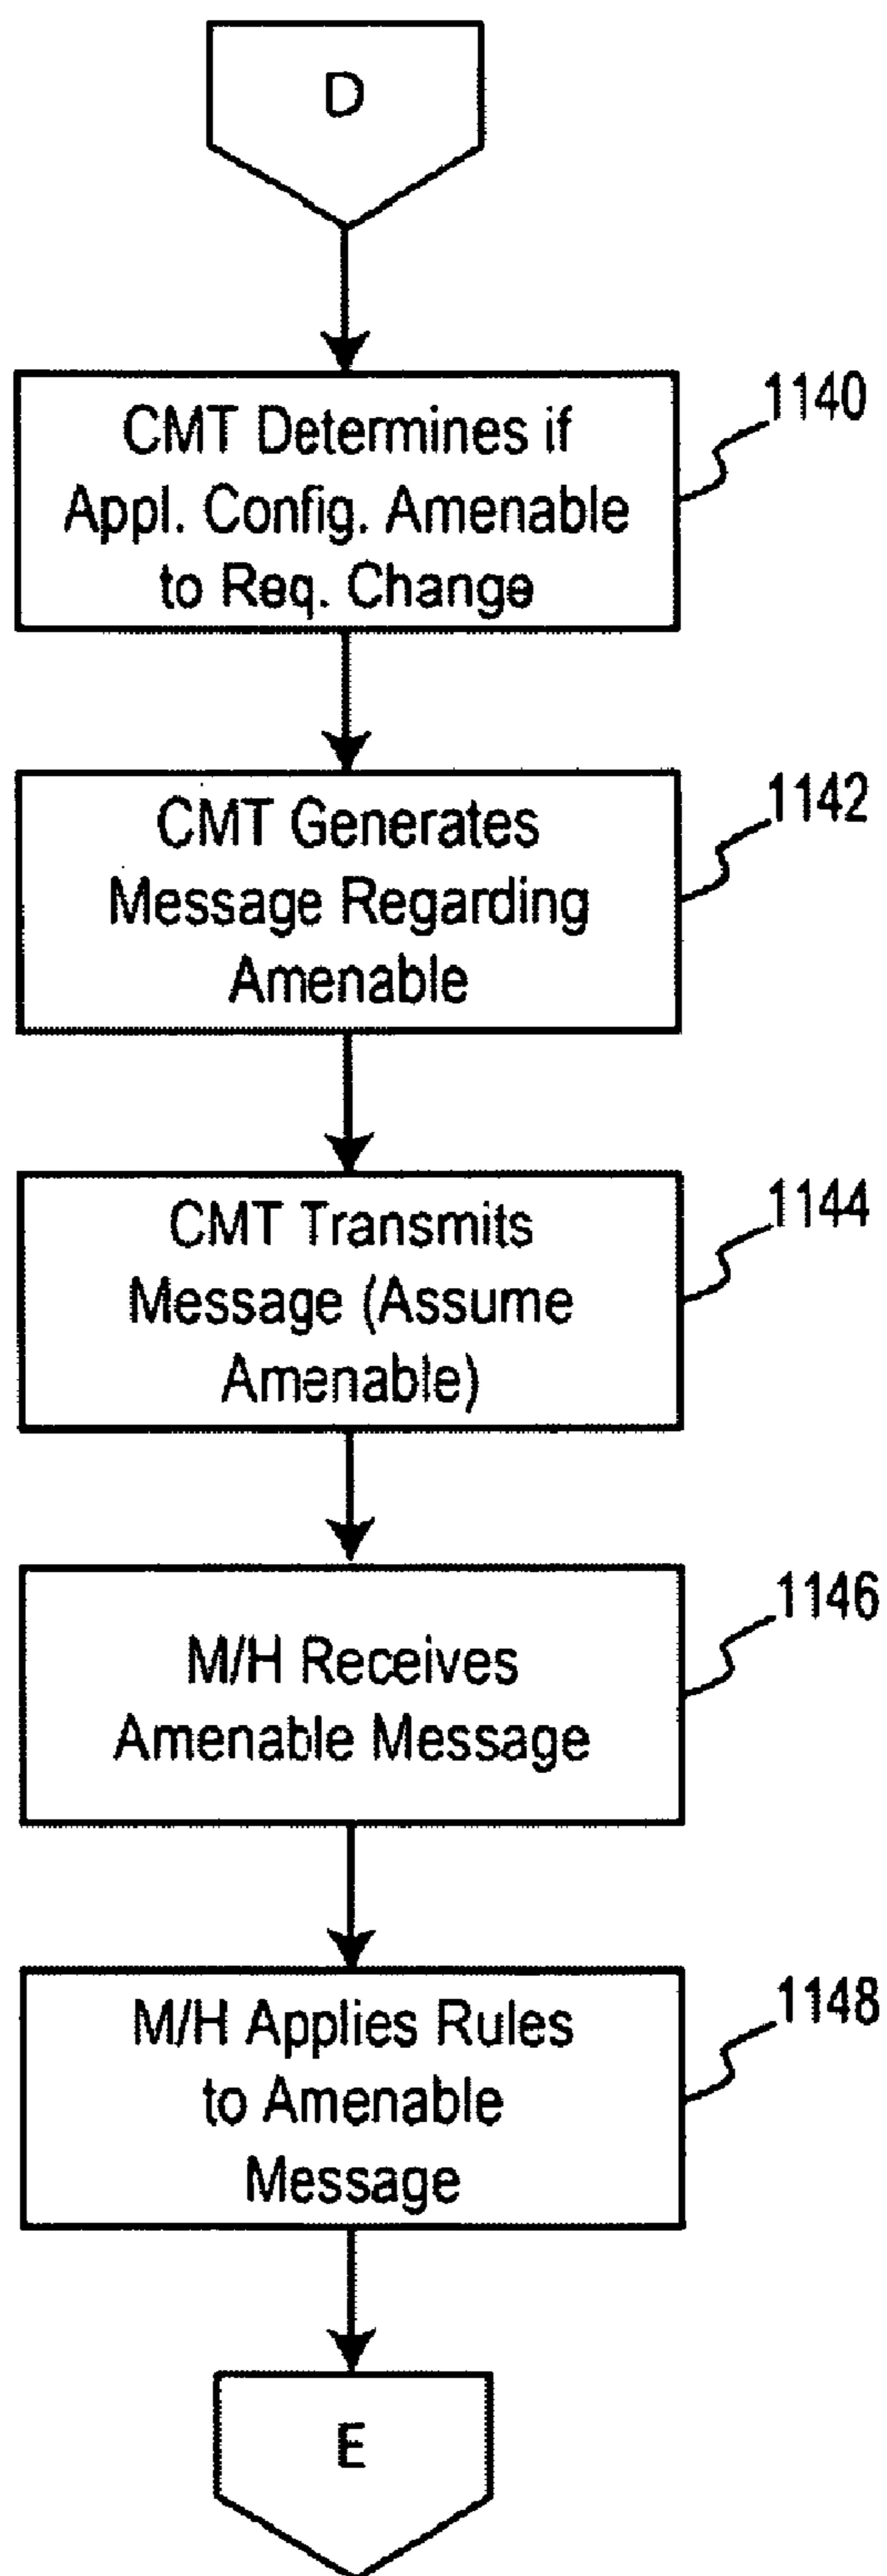 D
CMT Determines if
Appl. Config. Amenable
to Req. Change
1140
CMT Generates
Message Regarding
Amenable
1142
CMT Transmits
Message (Assume
Amenable)
1144
M/H Receives
Amenable Message
1146
M/H Applies Rules
to Amenable
Message
1148
E